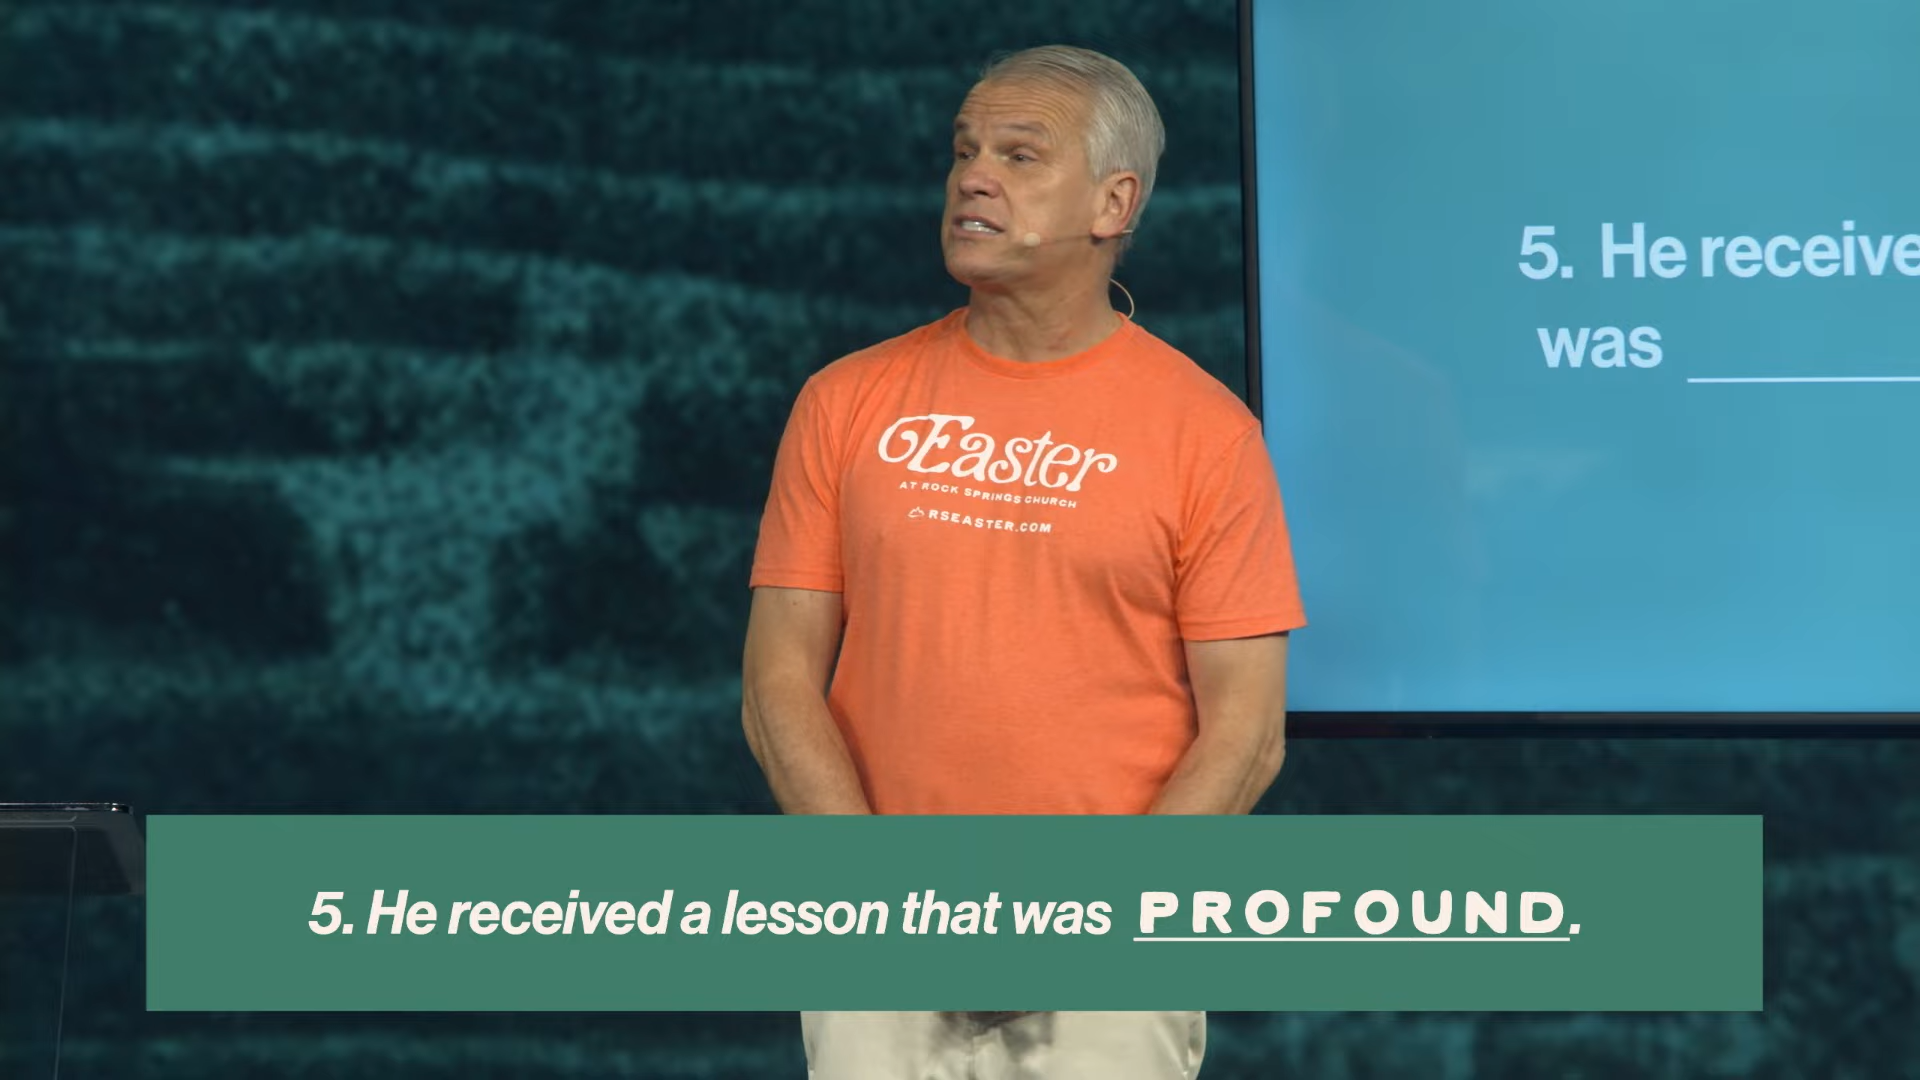 5. He receive
was
Easter
AT ROCK SPRINGS CHURCH
RSEASTER.COM
5. He received a lesson that was PROFOUND.